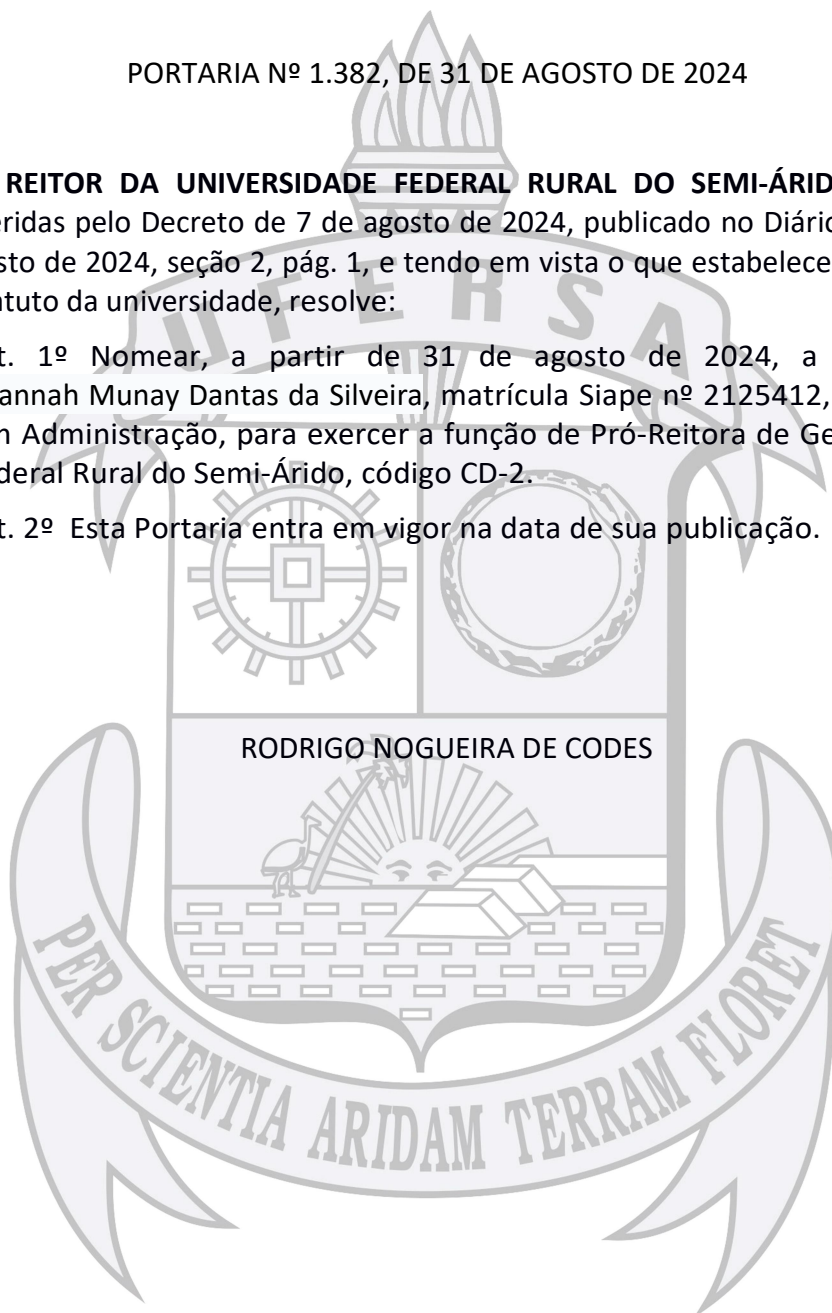 PORTARIA Nº 1.382, DE 31 DE AGOSTO DE 2024
REITOR DA UNIVERSIDADE FEDERAL RURAL DO SEMI-ÁRID
eridas pelo Decreto de 7 de agosto de 2024, publicado no Diário
sto de 2024, seção 2, pág. 1, e tendo em vista o que estabelece
tuto da universidade, resolve:
t. 1º Nomear, a partir de 31 de agosto de 2024, a
annah Munay Dantas da Silveira, matrícula Siape nº 2125412,
m Administração, para exercer a função de Pró-Reitora de Ge
deral Rural do Semi-Árido, código CD-2.
t. 2º Esta Portaria entra em vigor na data de sua publicação.
RODRIGO NOGUEIRA DE CODES
UFERSA
PER SCIENTIA ARIDAM TERRAM FLORET